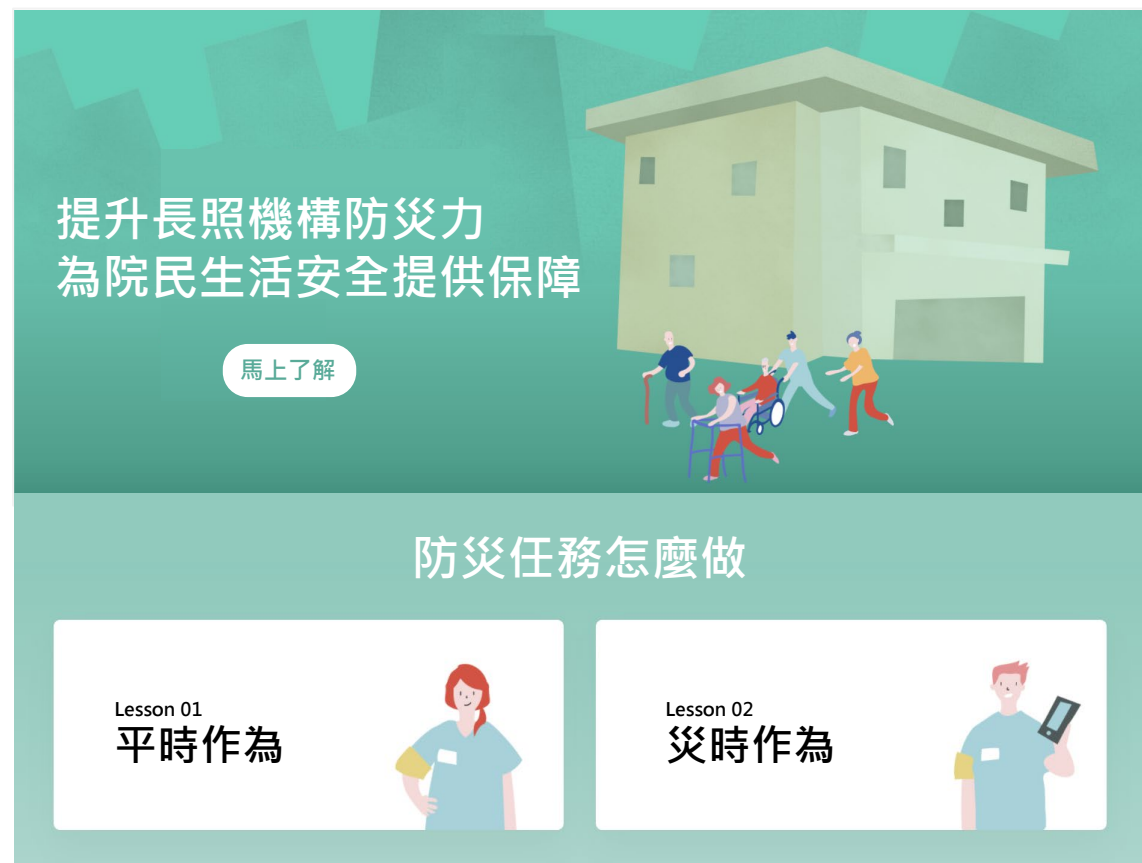 提升長照機構防災力
為院民生活安全提供保障
馬上了解
防災任務怎麼做
Lesson 01
平時作為
Lesson 02
災時作為